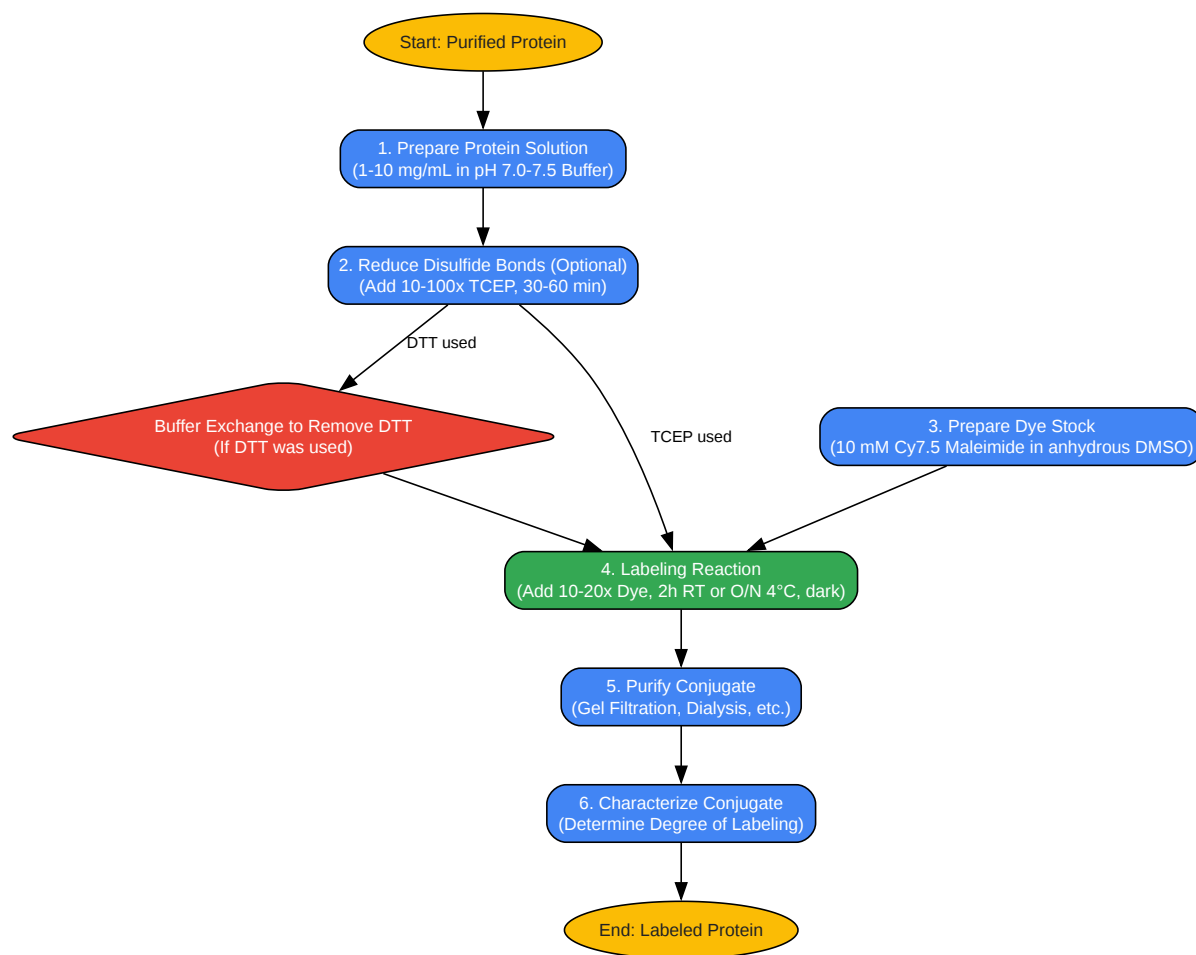 Start: Purified Protein
1. Prepare Protein Solution
(1-10 mg/mL in pH 7.0-7.5 Buffer)
2. Reduce Disulfide Bonds (Optional)
(Add 10-100x TCEP, 30-60 min)
DTT used
Buffer Exchange to Remove DTT
(If DTT was used)
TCEP used
3. Prepare Dye Stock
(10 mM Cy7.5 Maleimide in anhydrous DMSO)
4. Labeling Reaction
(Add 10-20x Dye, 2h RT or O/N 4°C, dark)
5. Purify Conjugate
(Gel Filtration, Dialysis, etc.)
6. Characterize Conjugate
(Determine Degree of Labeling)
End: Labeled Protein